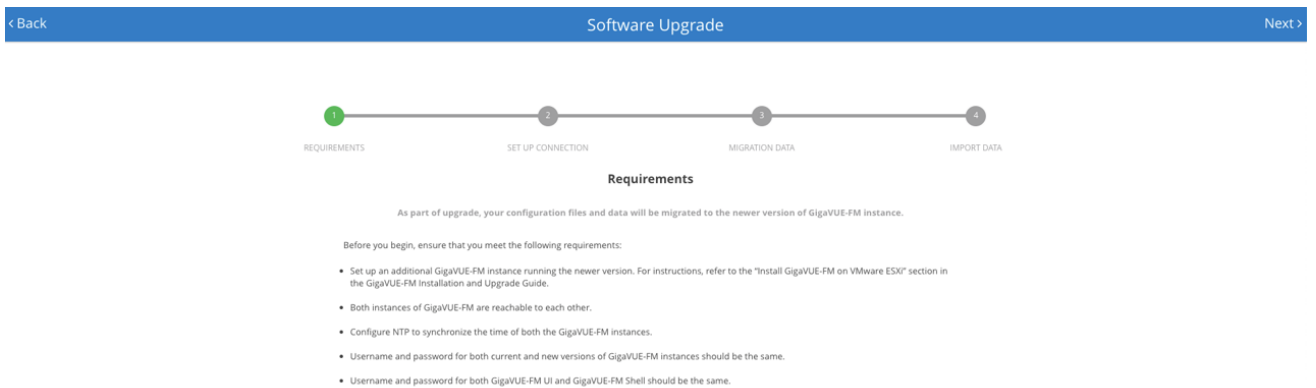 < Back
Software Upgrade
Next >
1
2
3
4
REQUIREMENTS
SET UP CONNECTION
MIGRATION DATA
IMPORT DATA
Requirements
As part of upgrade, your configuration files and data will be migrated to the newer version of GigaVUE-FM instance.
Before you begin, ensure that you meet the following requirements:
• Set up an additional GigaVUE-FM instance running the newer version. For instructions, refer to the "Install GigaVUE-FM on VMware ESXi" section in
the GigaVUE-FM Installation and Upgrade Guide.
• Both instances of GigaVUE-FM are reachable to each other.
• Configure NTP to synchronize the time of both the GigaVUE-FM instances.
• Username and password for both current and new versions of GigaVUE-FM instances should be the same.
• Username and password for both GigaVUE-FM UI and GigaVUE-FM Shell should be the same.